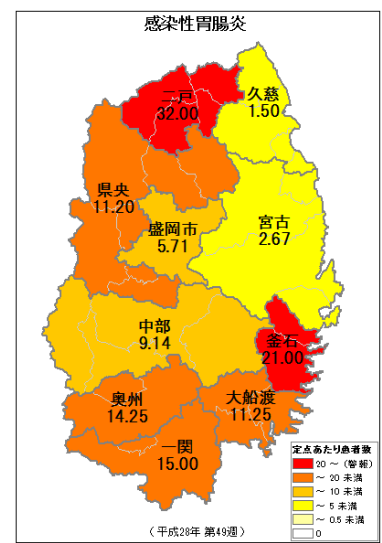 感染性胃腸炎
二戸
32.00
久慈
1.50
県央
11.20
盛岡市
5.71
宮古
2.67
中部
9.14
釜石
21.00
奥州
14.25
大船渡
11.25
一関
15.00
定点あたり患者数
20 ～ (警報)
～ 20 未満
～ 10 未満
～ 5 未満
～ 0.5 未満
0
(平成28年 第49週)